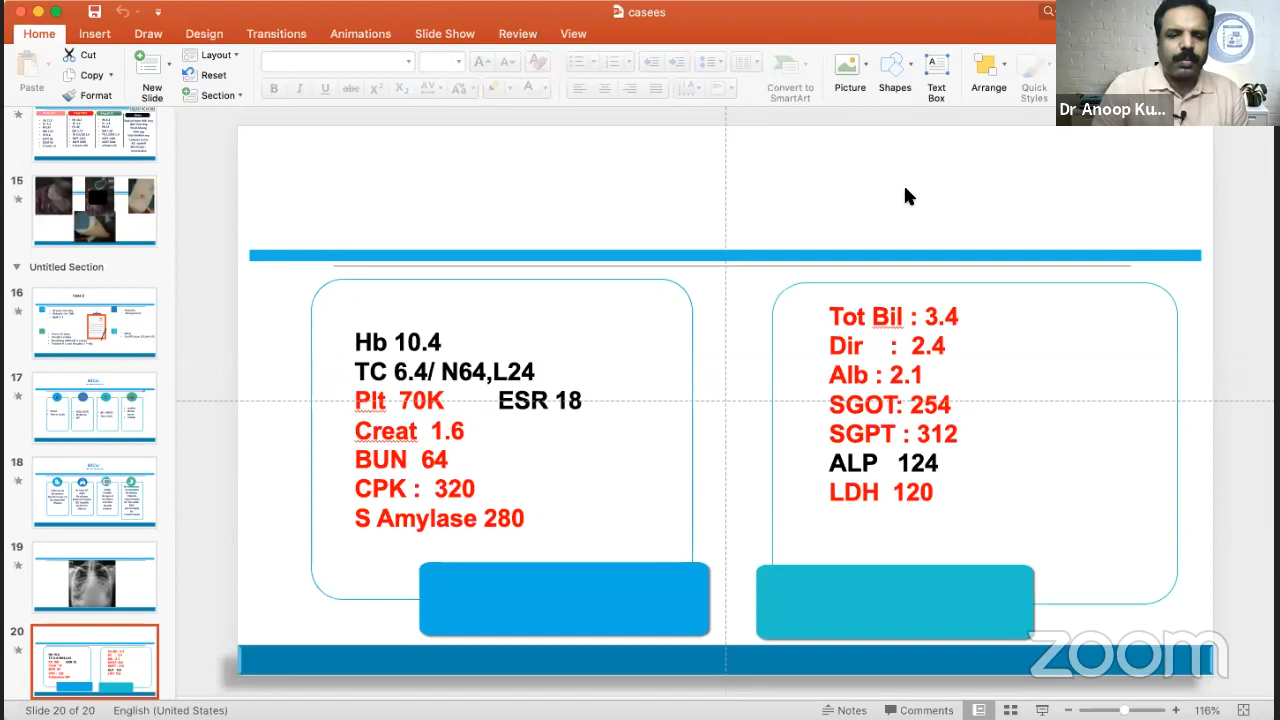 casees
Home
Insert
Draw
Design
Transitions
Animations
Slide Show
Review
View
Paste
Cut
Copy
Format
New
Slide
Layout
Reset
Section
Convert to
SmartArt
Picture
Shapes
Text
Box
Arrange
Quick
Styles
Dr Anoop Ku...
15
Untitled Section
16
17
18
19
20
Hb 10.4
TC 6.4/ N64,L24
Plt 70K ESR 18
Creat 1.6
BUN 64
CPK : 320
S Amylase 280
Tot Bil : 3.4
Dir : 2.4
Alb : 2.1
SGOT: 254
SGPT : 312
ALP 124
LDH 120
zoom
Slide 20 of 20
English (United States)
Notes
Comments
116%